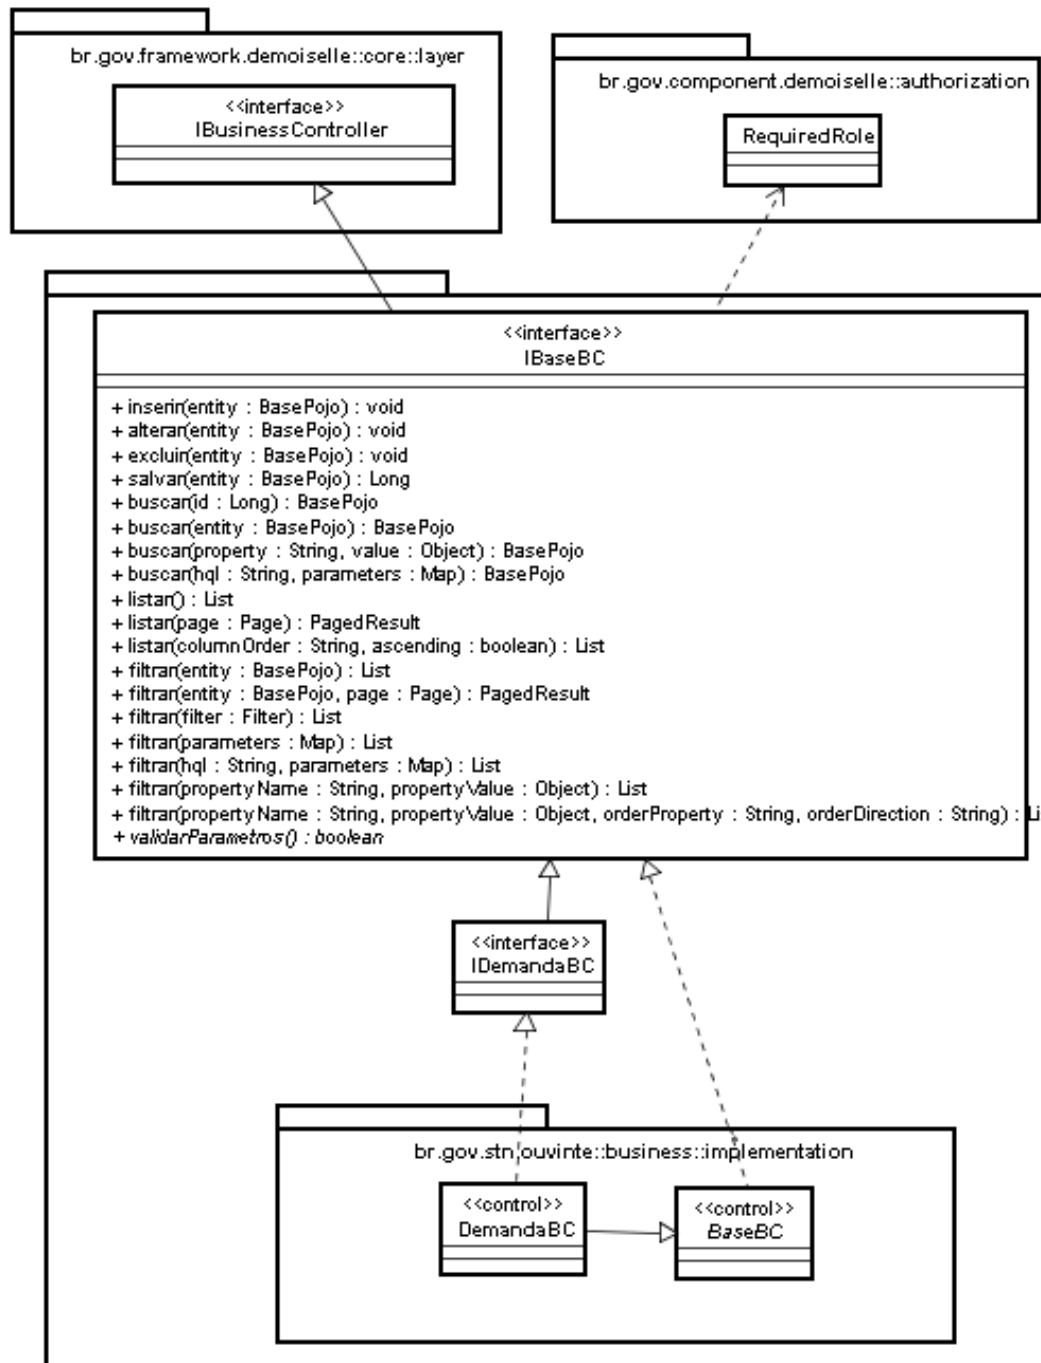 br.gov.framework.demoiselle::core::layer
<<interface>>
IBusinessController
br.gov.component.demoiselle::authorization
RequiredRole
<<interface>>
IBaseBC
+ inserir(entity : BasePojo) : void
+ alterar(entity : BasePojo) : void
+ excluir(entity : BasePojo) : void
+ salvar(entity : BasePojo) : Long
+ buscar(id : Long) : BasePojo
+ buscar(entity : BasePojo) : BasePojo
+ buscar(property : String, value : Object) : BasePojo
+ buscar(hql : String, parameters : Map) : BasePojo
+ listar() : List
+ listar(page : Page) : PagedResult
+ listar(columnOrder : String, ascending : boolean) : List
+ filtrar(entity : BasePojo) : List
+ filtrar(entity : BasePojo, page : Page) : PagedResult
+ filtrar(filter : Filter) : List
+ filtrar(parameters : Map) : List
+ filtrar(hql : String, parameters : Map) : List
+ filtrar(propertyName : String, propertyValue : Object) : List
+ filtrar(propertyName : String, propertyValue : Object, orderProperty : String, orderDirection : String) : Li
+ validarParametros() : boolean
<<interface>>
IDemandaBC
br.gov.stn.ouvinte::business::implementation
<<control>>
DemandaBC
<<control>>
BaseBC